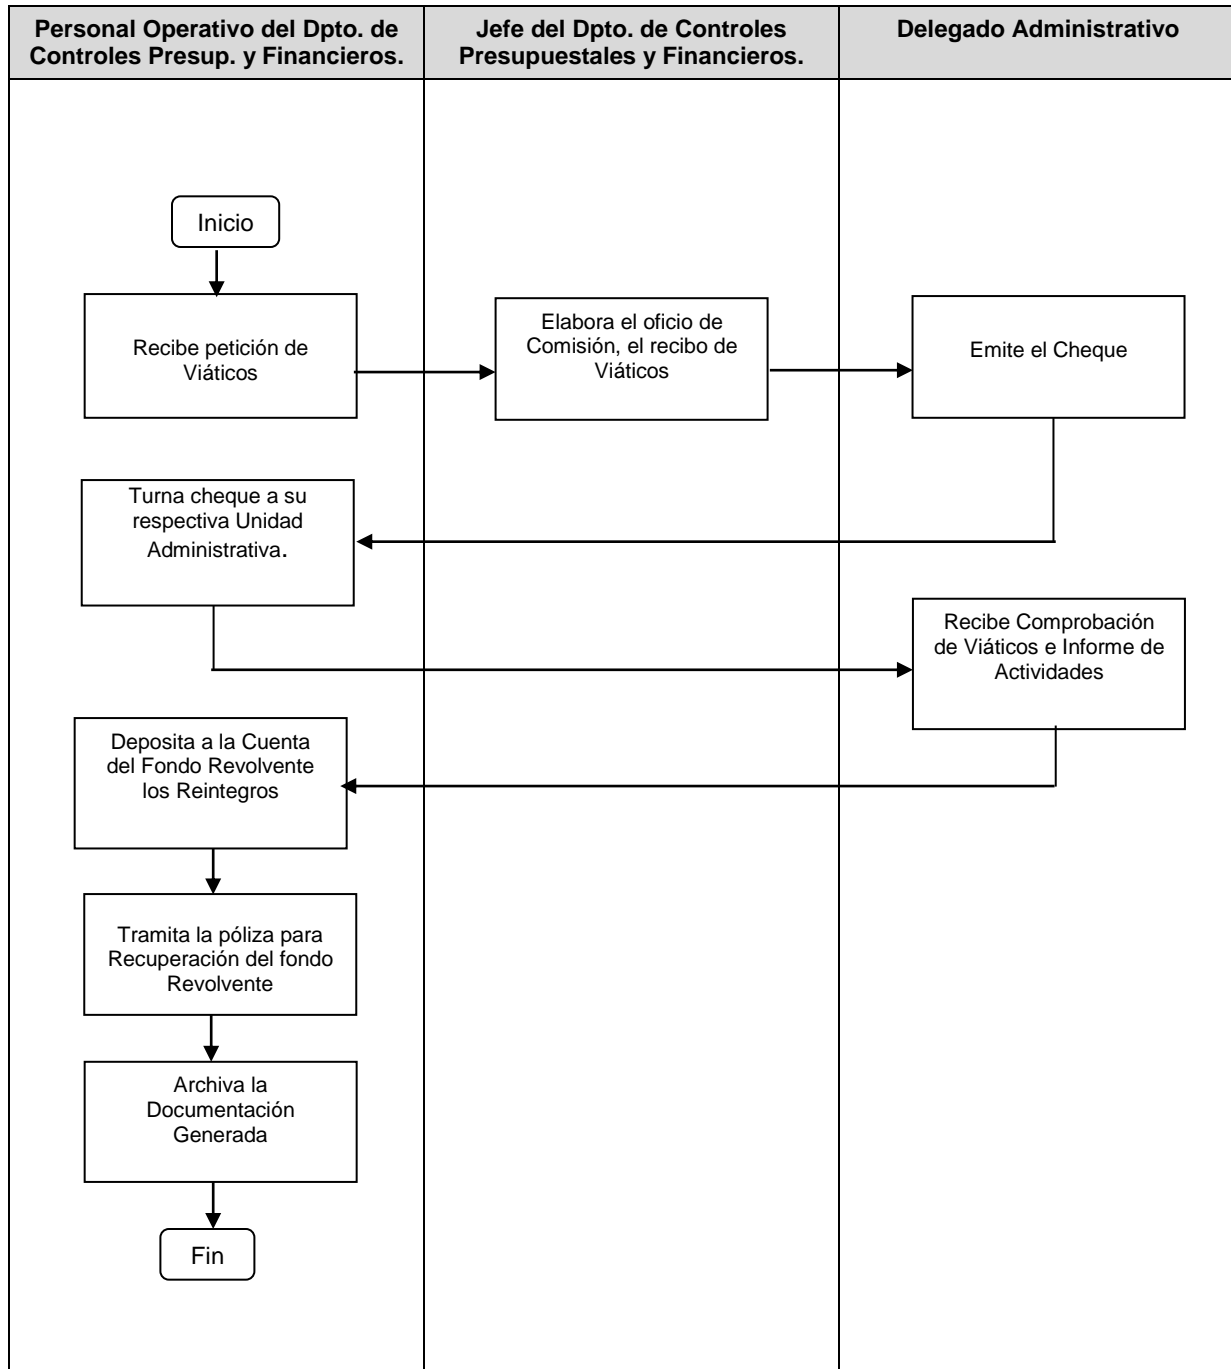 Personal Operativo del Dpto. de
Controles Presup. y Financieros.
Jefe del Dpto. de Controles
Presupuestales y Financieros.
Delegado Administrativo
Inicio
Recibe petición de
Viáticos
Elabora el oficio de
Comisión, el recibo de
Viáticos
Emite el Cheque
Turna cheque a su
respectiva Unidad
Administrativa.
Recibe Comprobación
de Viáticos e Informe de
Actividades
Deposita a la Cuenta
del Fondo Revolvente
los Reintegros
Tramita la póliza para
Recuperación del fondo
Revolvente
Archiva la
Documentación
Generada
Fin